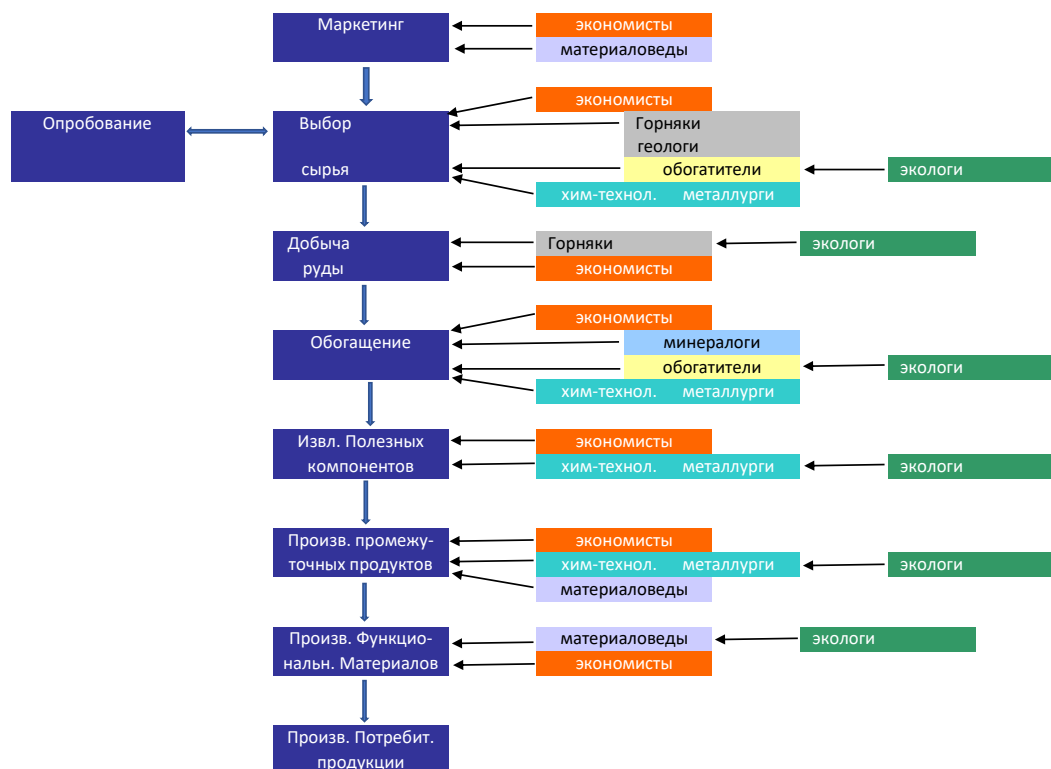 Маркетинг
экономисты
материаловеды
экономисты
Опробование
Выбор
сырья
Горняки
геологи
обогатители
экологи
хим-технол. металлурги
Добыча
руды
Горняки
экологи
экономисты
экономисты
Обогащение
минералоги
обогатители
экологи
хим-технол. металлурги
Извл. Полезных
компонентов
экономисты
хим-технол. металлурги
экологи
Произв. промежу-
точных продуктов
экономисты
хим-технол. металлурги
экологи
материаловеды
Произв. Функцио-
нальн. Материалов
материаловеды
экологи
экономисты
Произв. Потребит.
продукции